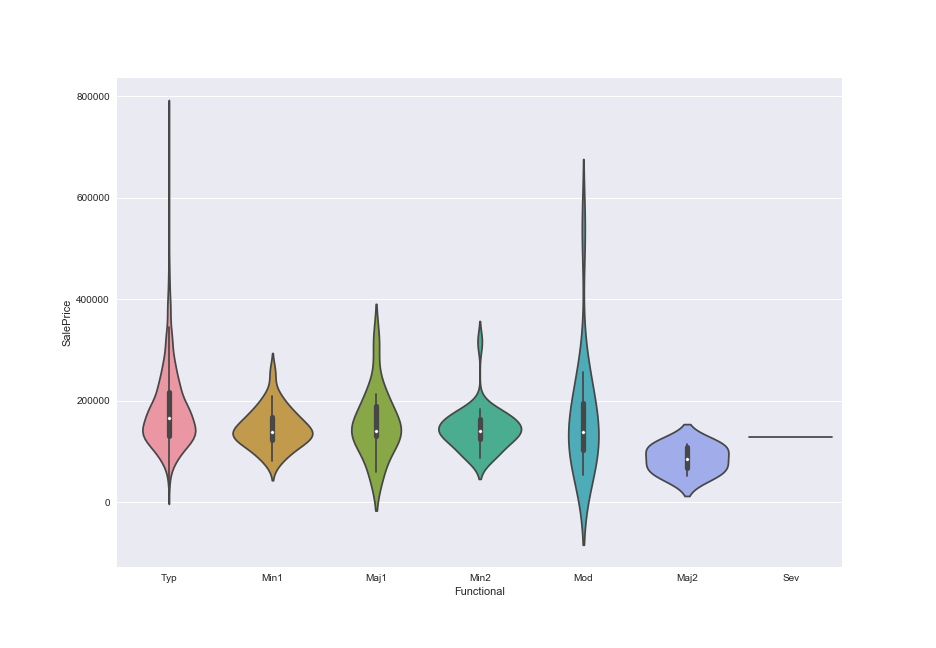 800000
600000
400000
200000
0
SalePrice
Typ
Min1
Maj1
Min2
Mod
Maj2
Sev
Functional